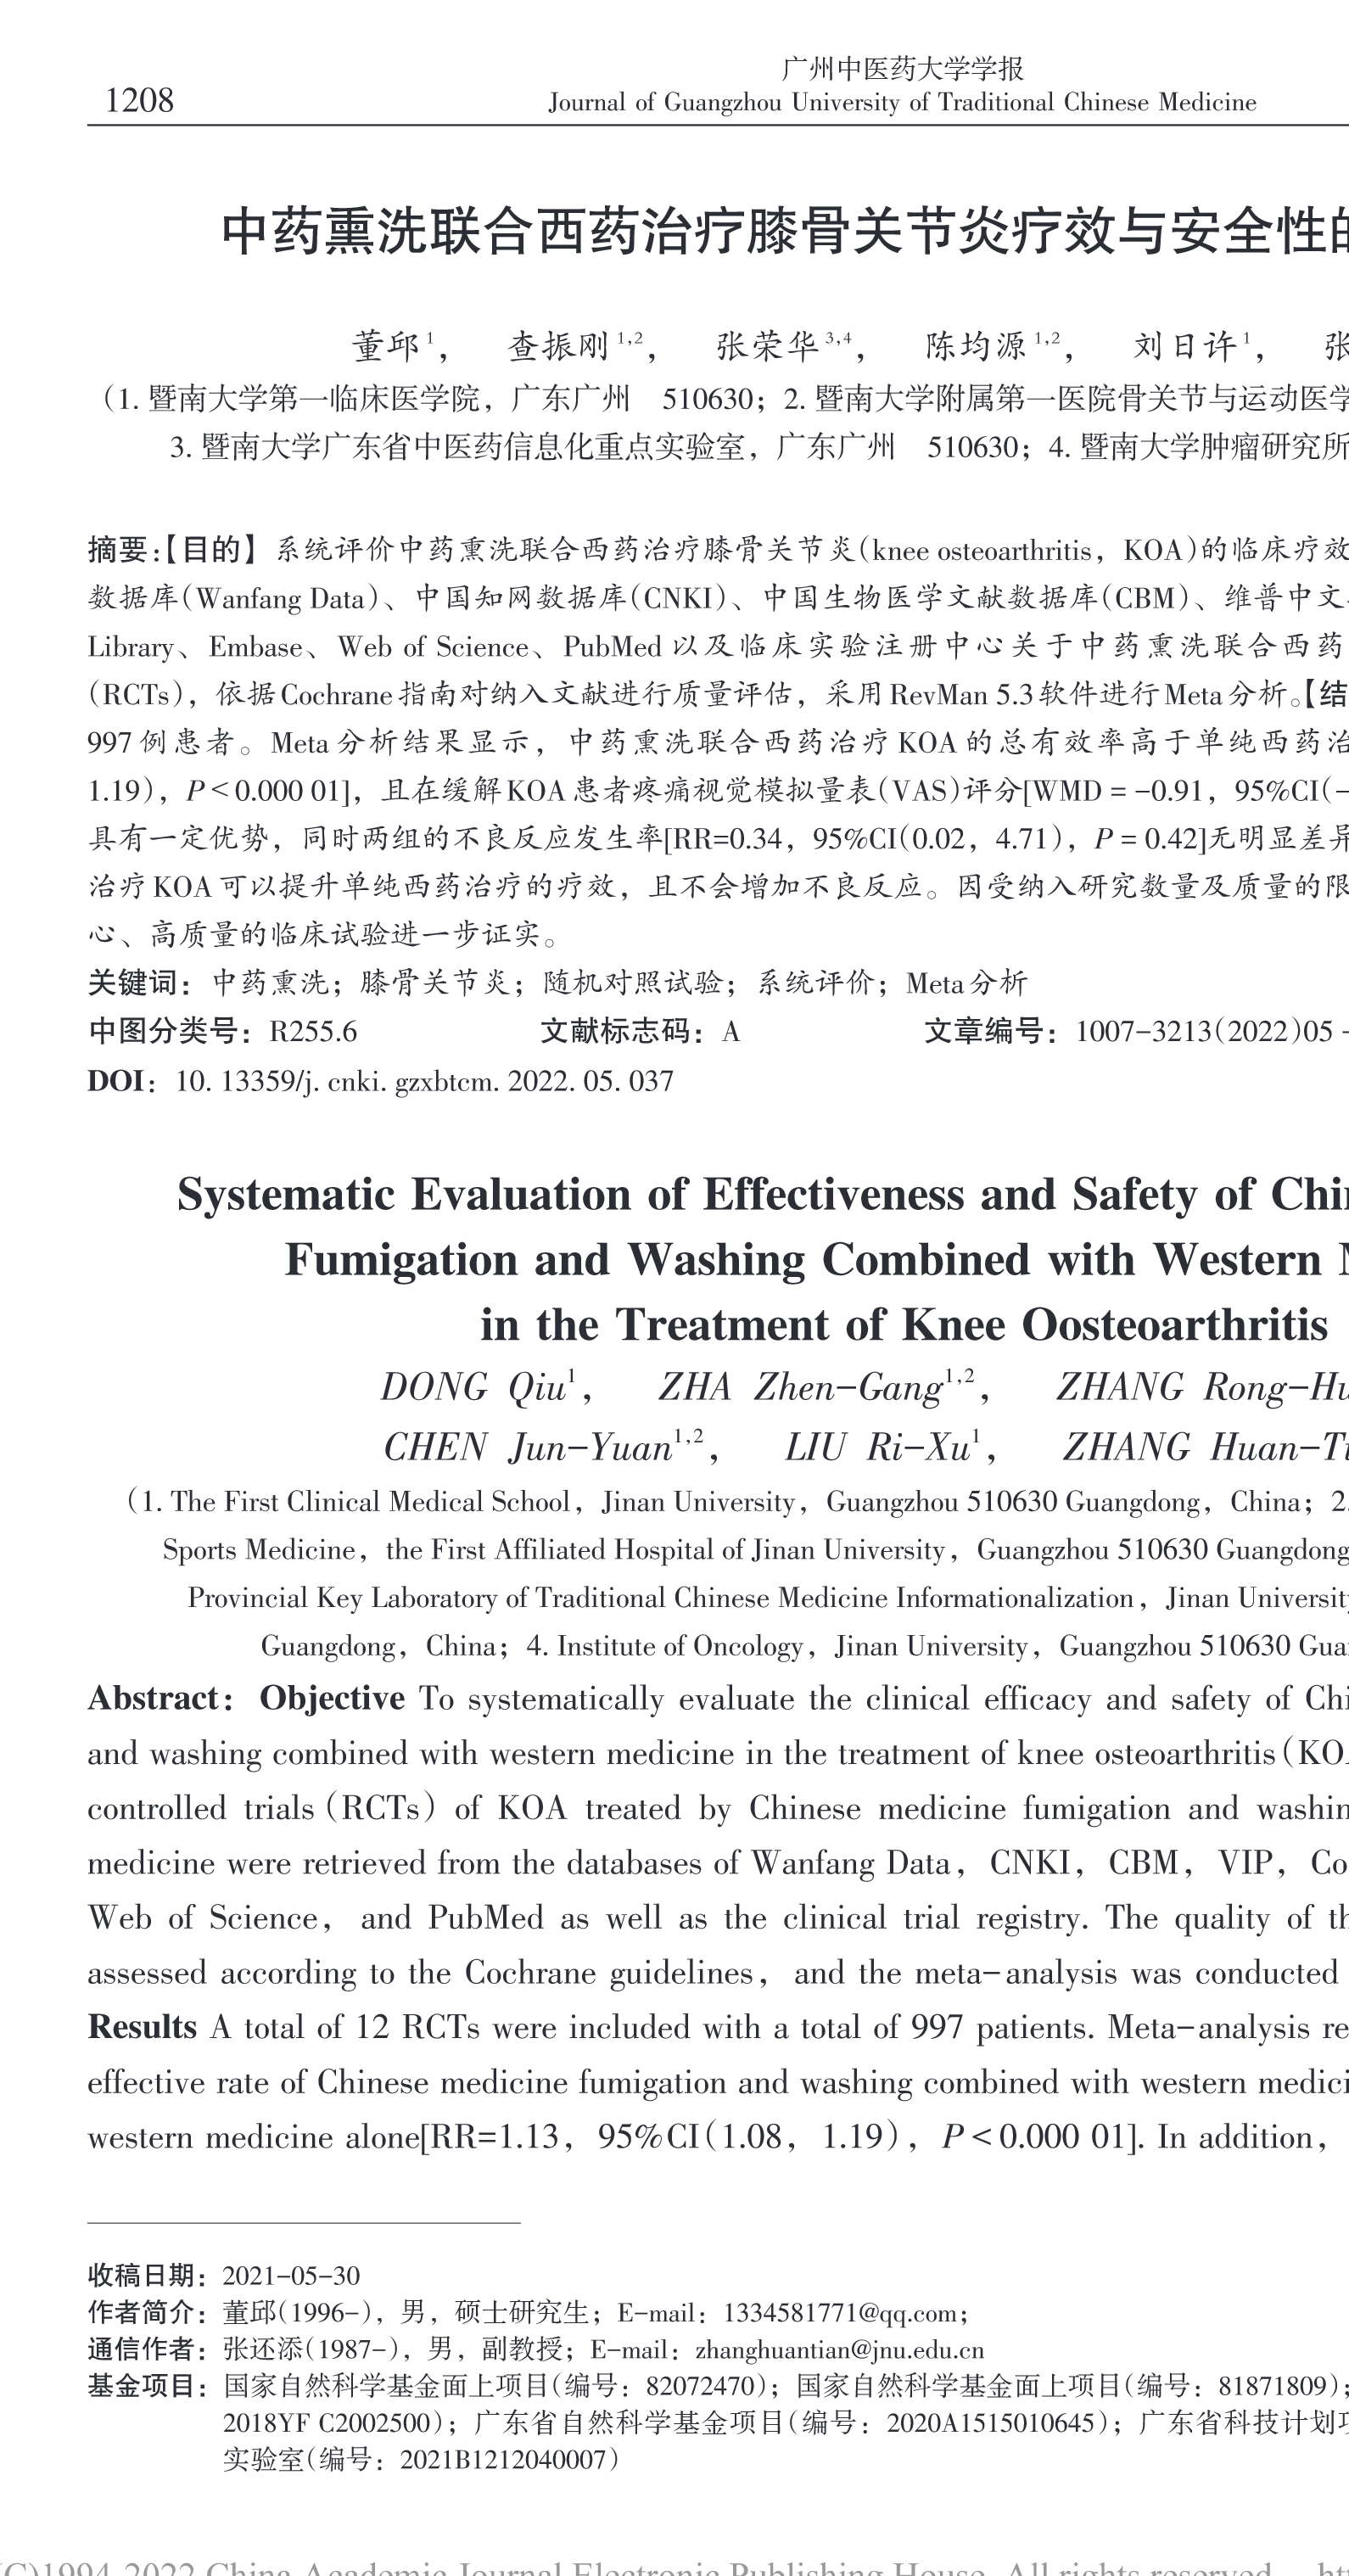 广州中医药大学学报
1208
Journal of Guangzhou University of Traditional Chinese Medicine
中药熏洗联合西药治疗膝骨关节炎疗效与安全性的
董邱1， 查振刚1,2， 张荣华3,4， 陈均源1,2， 刘日许1， 张
（1. 暨南大学第一临床医学院，广东广州 510630；2. 暨南大学附属第一医院骨关节与运动医学
3. 暨南大学广东省中医药信息化重点实验室，广东广州 510630；4. 暨南大学肿瘤研究所
摘要：【目的】系统评价中药熏洗联合西药治疗膝骨关节炎(knee osteoarthritis，KOA)的临床疗效
数据库(Wanfang Data)、中国知网数据库(CNKI)、中国生物医学文献数据库(CBM)、维普中文
Library、Embase、Web of Science、PubMed 以及临床实验注册中心关于中药熏洗联合西药
(RCTs)，依据Cochrane指南对纳入文献进行质量评估，采用RevMan 5.3软件进行Meta分析。【结
997 例患者。Meta 分析结果显示，中药熏洗联合西药治疗 KOA 的总有效率高于单纯西药治
1.19)，P < 0.000 01]，且在缓解KOA患者疼痛视觉模拟量表(VAS)评分[WMD = -0.91，95%CI(-
具有一定优势，同时两组的不良反应发生率[RR=0.34，95%CI(0.02，4.71)，P = 0.42]无明显差异
治疗KOA可以提升单纯西药治疗的疗效，且不会增加不良反应。因受纳入研究数量及质量的限
心、高质量的临床试验进一步证实。
关键词：中药熏洗；膝骨关节炎；随机对照试验；系统评价；Meta分析
中图分类号：R255.6 文献标志码：A 文章编号：1007-3213(2022)05 -
DOI：10. 13359/j. cnki. gzxbtcm. 2022. 05. 037
Systematic Evaluation of Effectiveness and Safety of Chin
Fumigation and Washing Combined with Western
in the Treatment of Knee Oosteoarthritis
DONG Qiu1， ZHA Zhen-Gang1,2， ZHANG Rong-Hu
CHEN Jun-Yuan1,2， LIU Ri-Xu1， ZHANG Huan-Ti
(1. The First Clinical Medical School，Jinan University，Guangzhou 510630 Guangdong，China；2.
Sports Medicine，the First Affiliated Hospital of Jinan University，Guangzhou 510630 Guangdong
Provincial Key Laboratory of Traditional Chinese Medicine Informationalization，Jinan University
Guangdong，China；4. Institute of Oncology，Jinan University，Guangzhou 510630 Guan
Abstract：Objective To systematically evaluate the clinical efficacy and safety of Chi
and washing combined with western medicine in the treatment of knee osteoarthritis(KOA
controlled trials (RCTs) of KOA treated by Chinese medicine fumigation and washin
medicine were retrieved from the databases of Wanfang Data，CNKI，CBM，VIP，Co
Web of Science，and PubMed as well as the clinical trial registry. The quality of th
assessed according to the Cochrane guidelines，and the meta-analysis was conducted
Results A total of 12 RCTs were included with a total of 997 patients. Meta-analysis re
effective rate of Chinese medicine fumigation and washing combined with western medici
western medicine alone[RR=1.13，95%CI(1.08，1.19)，P < 0.000 01]. In addition，
收稿日期：2021-05-30
作者简介：董邱(1996-)，男，硕士研究生；E-mail：1334581771@qq.com；
通信作者：张还添(1987-)，男，副教授；E-mail：zhanghuantian@jnu.edu.cn
基金项目：国家自然科学基金面上项目(编号：82072470)；国家自然科学基金面上项目(编号：81871809)；
2018YF C2002500)；广东省自然科学基金项目(编号：2020A1515010645)；广东省科技计划项
实验室(编号：2021B1212040007)
(C)1994-2022 China Academic Journal Electronic Publishing House. All rights reserved. htt